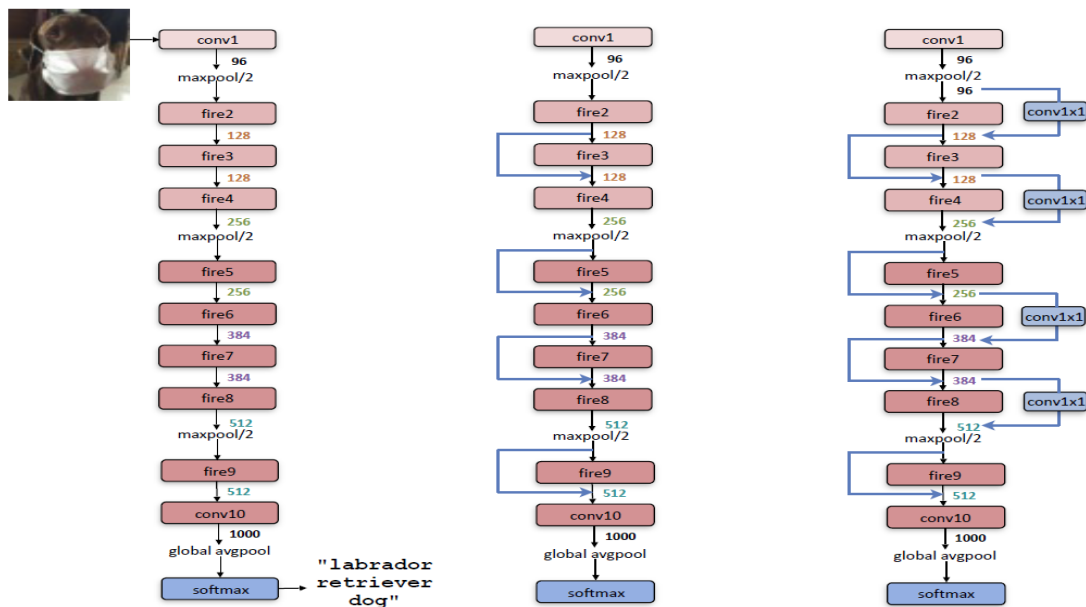 conv1
96
maxpool/2
fire2
128
fire3
128
fire4
256
maxpool/2
fire5
256
fire6
384
fire7
384
fire8
512
maxpool/2
fire9
512
conv10
1000
global avgpool
softmax
"labrador
retriever
dog"
conv1
96
maxpool/2
fire2
128
fire3
128
fire4
256
maxpool/2
fire5
256
fire6
384
fire7
384
fire8
512
maxpool/2
fire9
512
conv10
1000
global avgpool
softmax
conv1
96
maxpool/2
96
fire2
conv1x1
128
fire3
128
fire4
conv1x1
256
maxpool/2
fire5
256
fire6
conv1x1
384
fire7
384
fire8
conv1x1
512
maxpool/2
fire9
512
conv10
1000
global avgpool
softmax